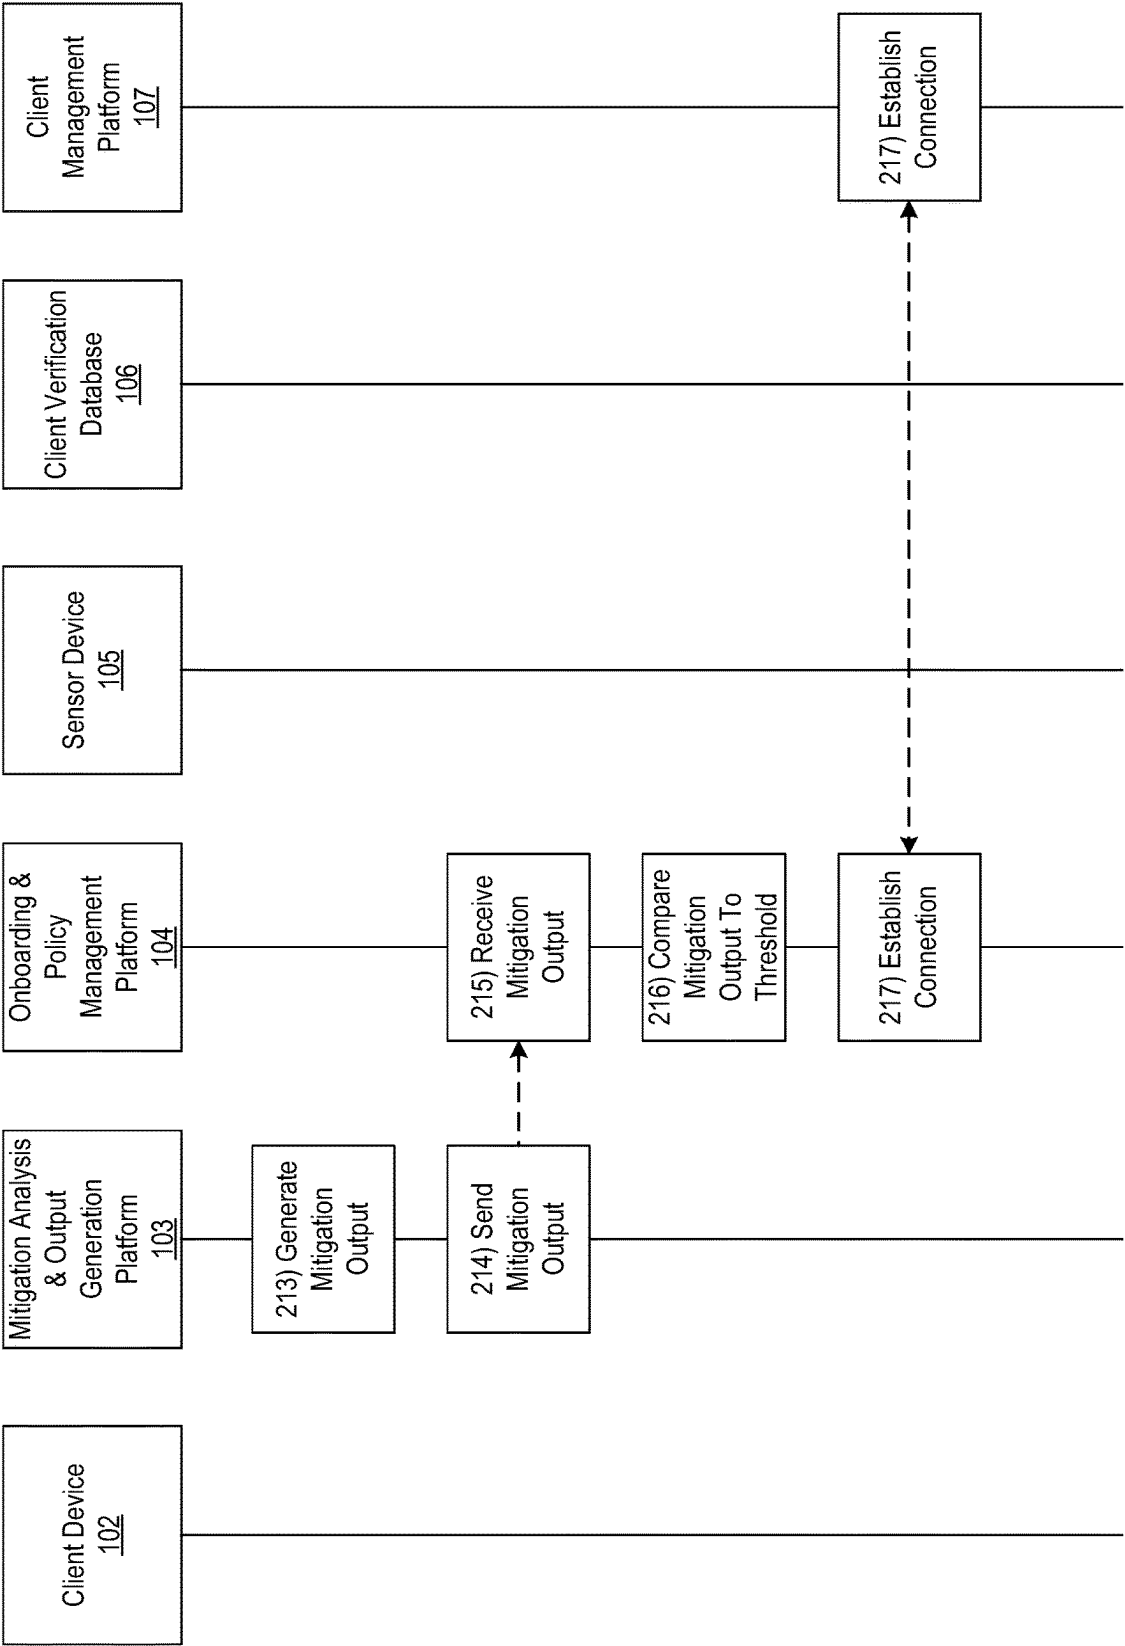 Client Device
102
Mitigation Analysis
& Output
Generation
Platform
103
Onboarding &
Policy
Management
Platform
104
Sensor Device
105
Client Verification
Database
106
Client
Management
Platform
107
213) Generate
Mitigation
Output
214) Send
Mitigation
Output
215) Receive
Mitigation
Output
216) Compare
Mitigation
Output To
Threshold
217) Establish
Connection
217) Establish
Connection